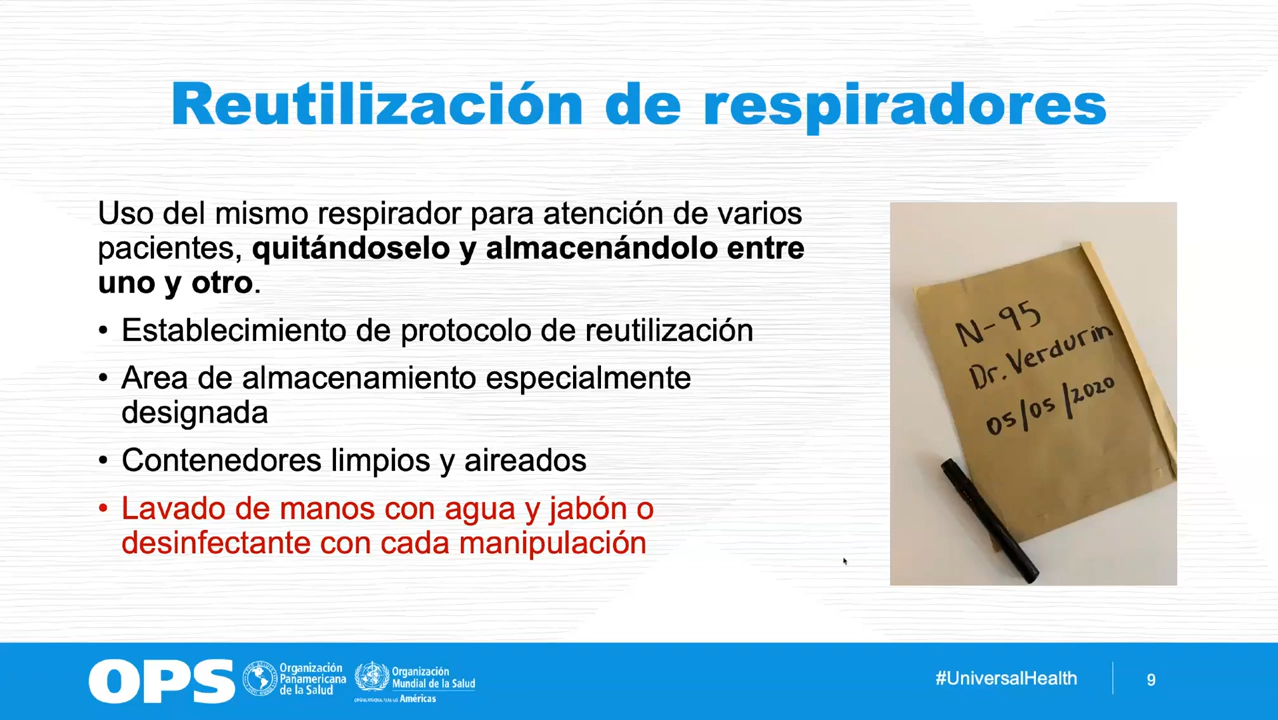 Reutilización de respiradores
Uso del mismo respirador para atención de varios
pacientes, quitándoselo y almacenándolo entre
uno y otro.
• Establecimiento de protocolo de reutilización
• Area de almacenamiento especialmente
designada
• Contenedores limpios y aireados
• Lavado de manos con agua y jabón o
desinfectante con cada manipulación
N-95
Dr. Verdurin
05/05/2020
OPS
Organización
Panamericana
de la Salud
Organización
Mundial de la Salud
Américas
#UniversalHealth
9